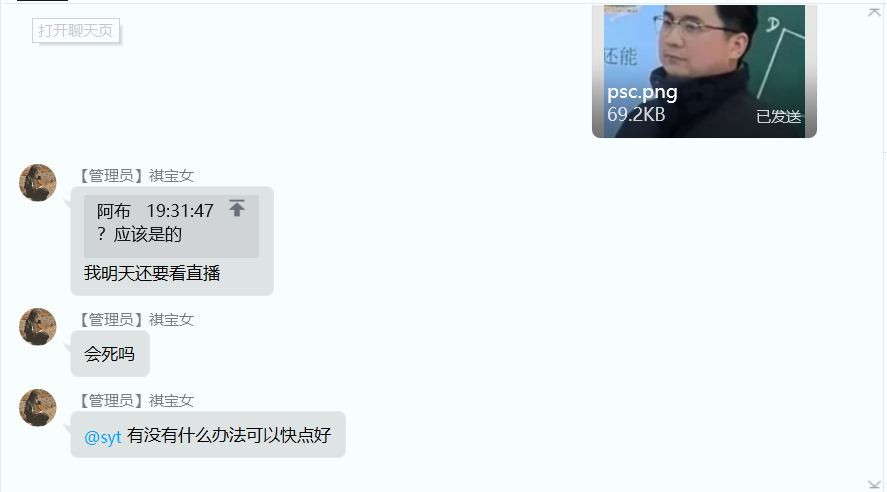 打开聊天页
D
还能
psc.png
69.2KB
已发送
【管理员】祺宝女
阿布 19:31:47
？应该是的
我明天还要看直播
【管理员】祺宝女
会死吗
【管理员】祺宝女
@syt 有没有什么办法可以快点好